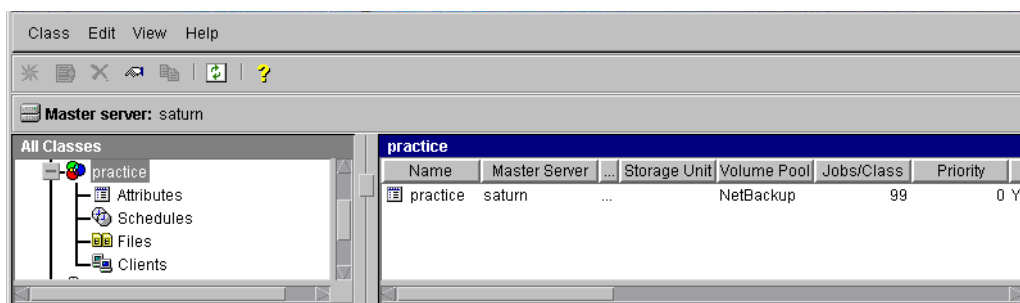 Class Edit View Help
Master server: saturn
All Classes
practice
Attributes
Schedules
Files
Clients
practice
Name Master Server ... Storage Unit Volume Pool Jobs/Class Priority
practice saturn ... NetBackup 99 0 Y